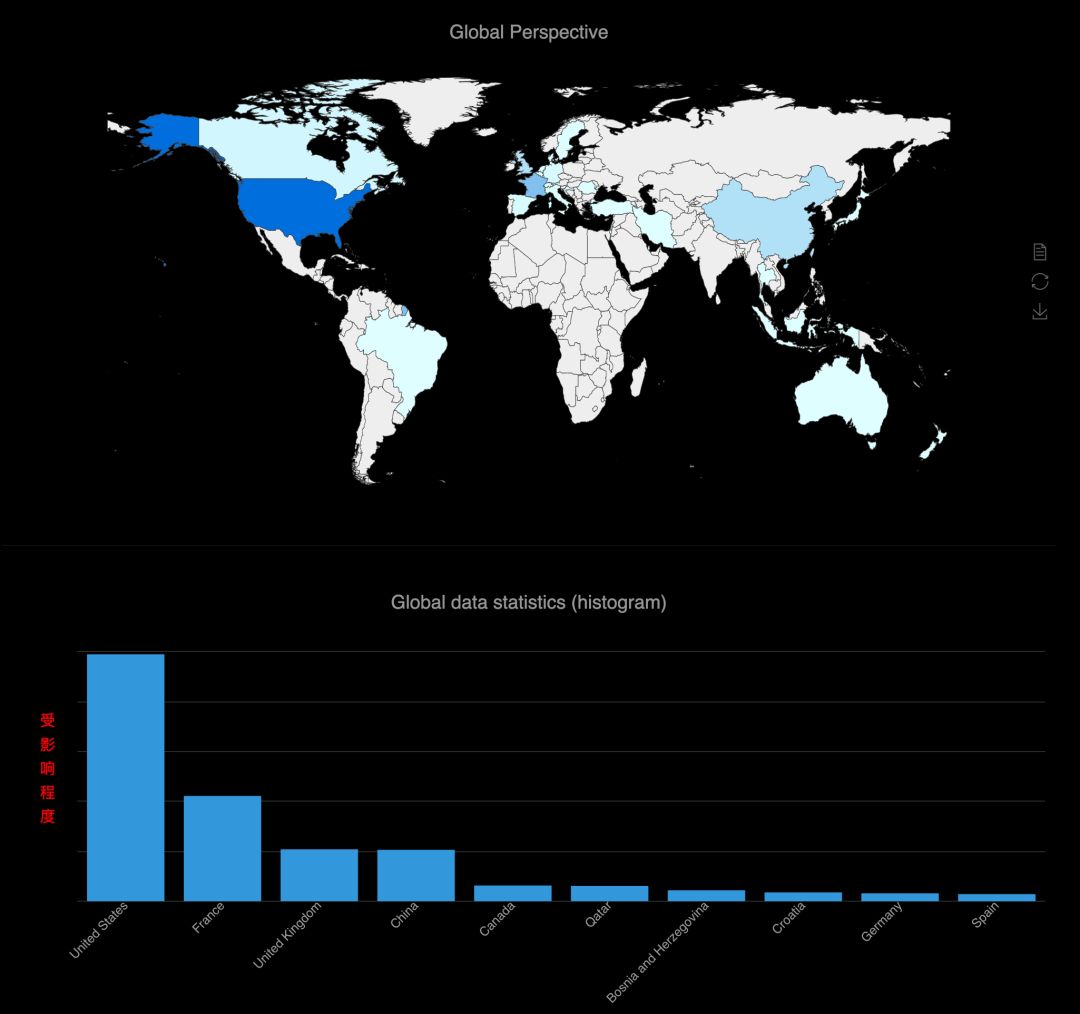 Global Perspective
Global data statistics (histogram)
受影响程度
United States
France
United Kingdom
China
Canada
Qatar
Bosnia and Herzegovina
Croatia
Germany
Spain